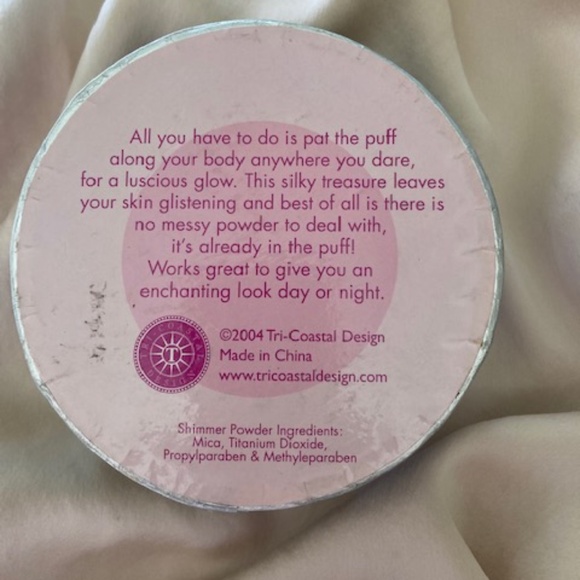 All you have to do is pat the puff
along your body anywhere you dare,
for a luscious glow. This silky treasure leaves
your skin glistening and best of all is there is
no messy powder to deal with,
it's already in the puff!
Works great to give you an
enchanting look day or night.
TRI-COASTAL
T
DESIGN
©2004 Tri-Coastal Design
Made in China
www.tricoastaldesign.com
Shimmer Powder Ingredients:
Mica, Titanium Dioxide,
Propylparaben & Methyleparaben